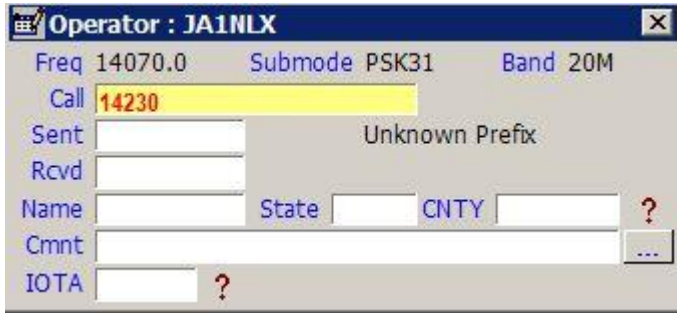 Operator : JA1NLX
Freq 14070.0 Submode PSK31 Band 20M
Call 14230
Sent Unknown Prefix
Rcvd
Name State CNTY ?
Cmnt ...
IOTA ?